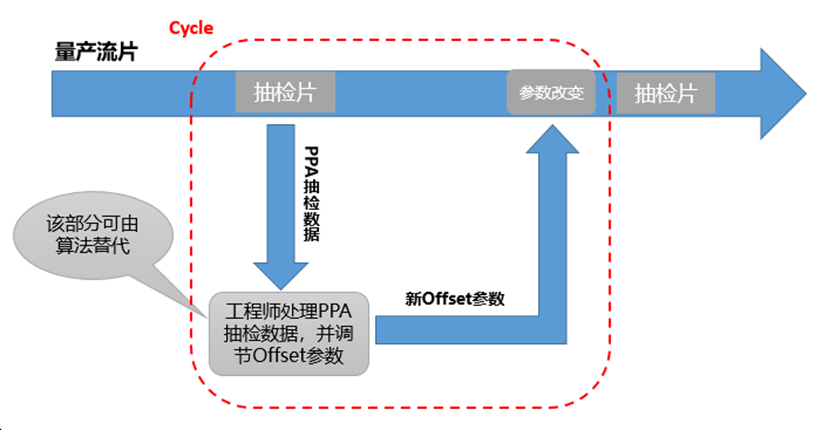 Cycle
量产流片
抽检片
参数改变
抽检片
PPA抽检数据
该部分可由
算法替代
新Offset参数
工程师处理PPA
抽检数据，并调
节Offset参数